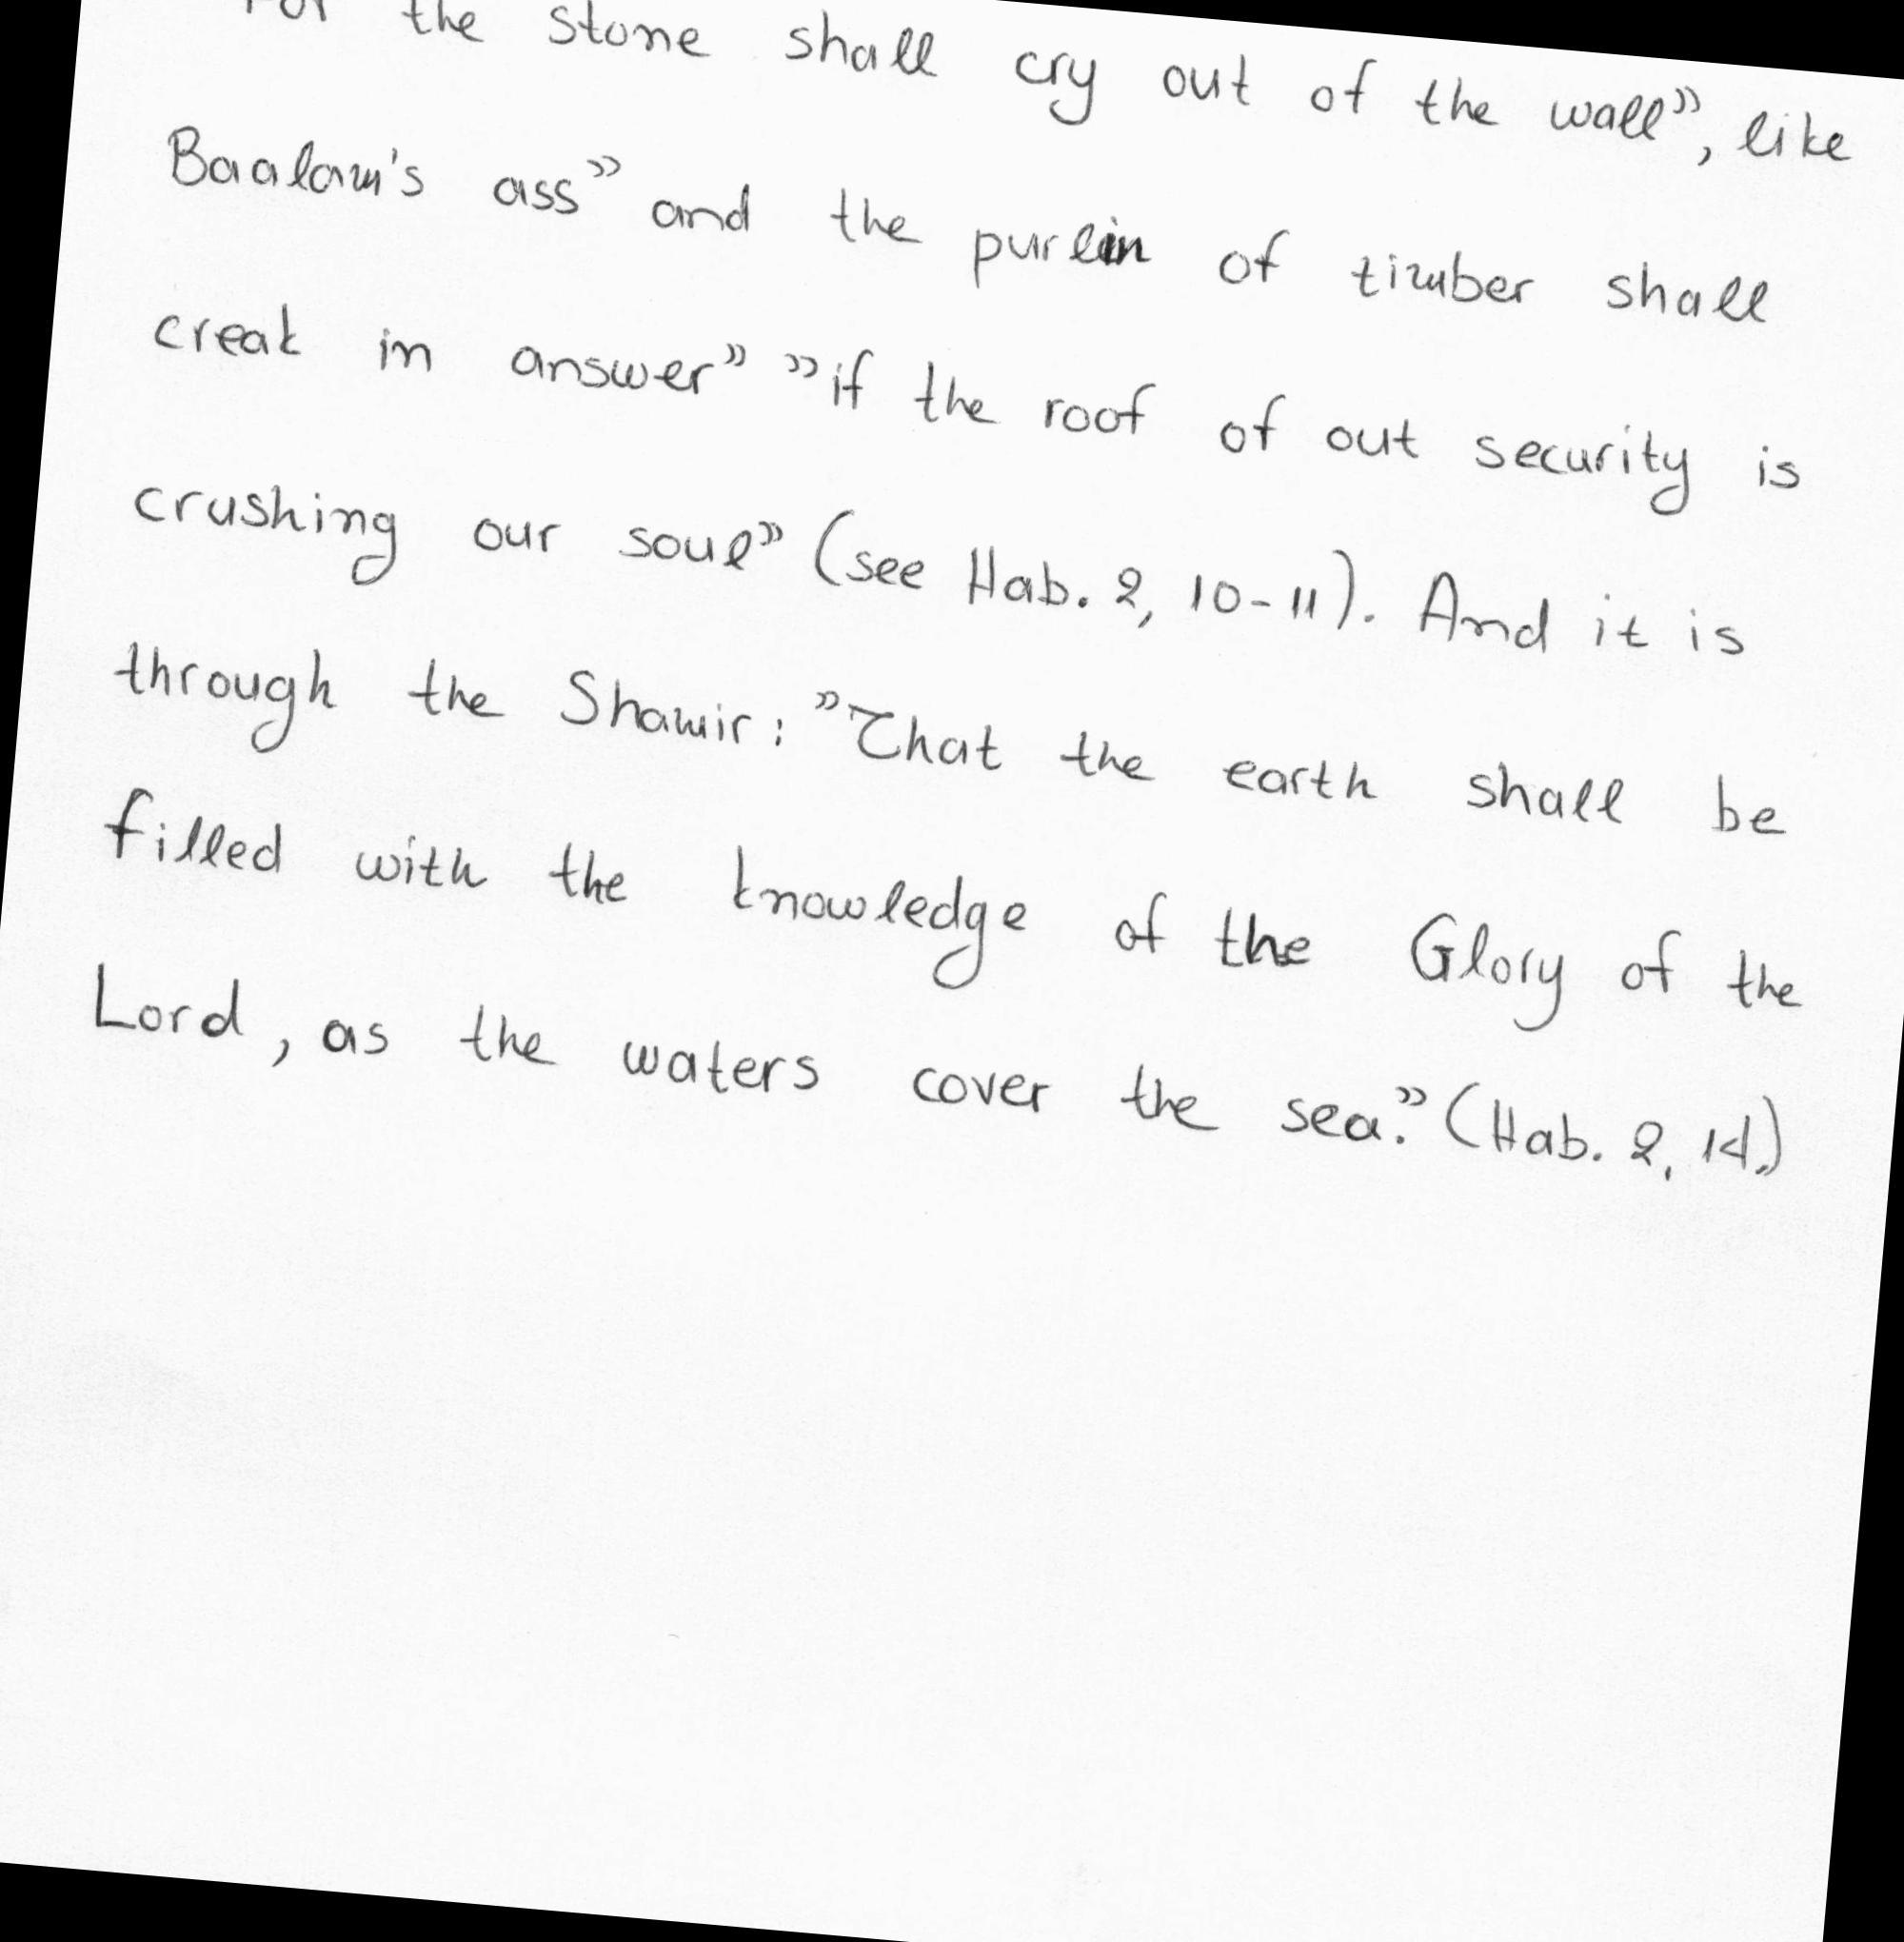 For the stone shall cry out of the wall”, like
Baalam's ass” and the purlin of timber shall
creak in answer” ”if the roof of out security is
crushing our soul” (see Hab. 2, 10-11). And it is
through the Shamir: ”That the earth shall be
filled with the knowledge of the Glory of the
Lord, as the waters cover the sea.” (Hab. 2, 14.)